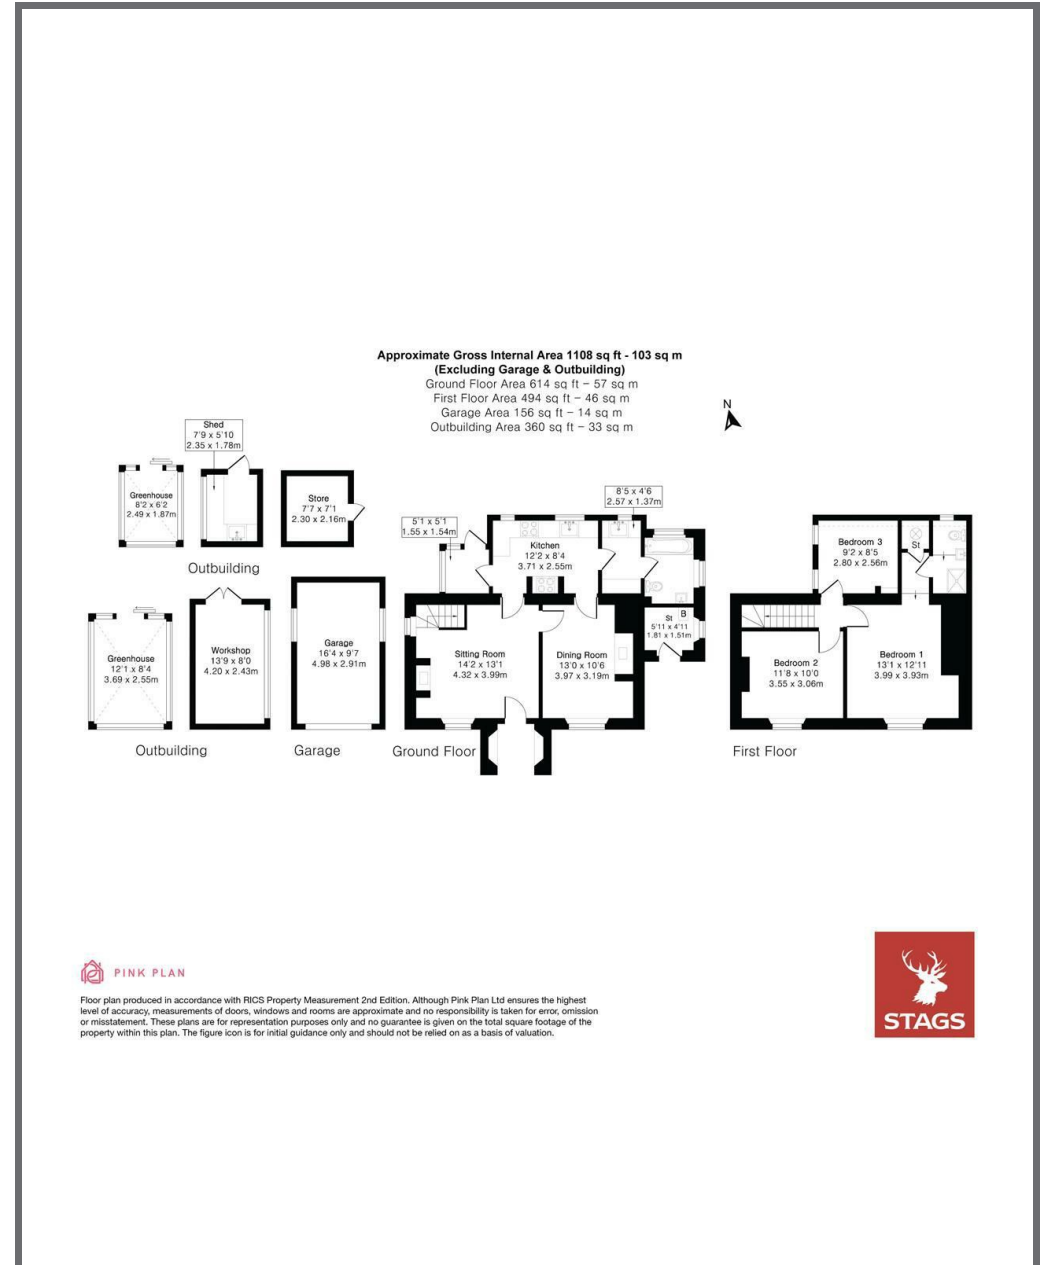 Approximate Gross Internal Area 1108 sq ft - 103 sq m
(Excluding Garage & Outbuilding)
Ground Floor Area 614 sq ft – 57 sq m
First Floor Area 494 sq ft – 46 sq m
Garage Area 156 sq ft – 14 sq m
Outbuilding Area 360 sq ft – 33 sq m
N
Shed
7'9 x 5'10
2.35 x 1.78m
Greenhouse
8'2 x 6'2
2.49 x 1.87m
Store
7'7 x 7'1
2.30 x 2.16m
Outbuilding
Greenhouse
12'1 x 8'4
3.69 x 2.55m
Workshop
13'9 x 8'0
4.20 x 2.43m
Outbuilding
Garage
16'4 x 9'7
4.98 x 2.91m
Garage
5'1 x 5'1
1.55 x 1.54m
8'5 x 4'6
2.57 x 1.37m
Kitchen
12'2 x 8'4
3.71 x 2.55m
St
B
5'11 x 4'11
1.81 x 1.51m
Sitting Room
14'2 x 13'1
4.32 x 3.99m
Dining Room
13'0 x 10'6
3.97 x 3.19m
Ground Floor
Bedroom 3
9'2 x 8'5
2.80 x 2.56m
St
Bedroom 2
11'8 x 10'0
3.55 x 3.06m
Bedroom 1
13'1 x 12'11
3.99 x 3.93m
First Floor
PINK PLAN
Floor plan produced in accordance with RICS Property Measurement 2nd Edition. Although Pink Plan Ltd ensures the highest
level of accuracy, measurements of doors, windows and rooms are approximate and no responsibility is taken for error, omission
or misstatement. These plans are for representation purposes only and no guarantee is given on the total square footage of the
property within this plan. The figure icon is for initial guidance only and should not be relied on as a basis of valuation.
STAGS